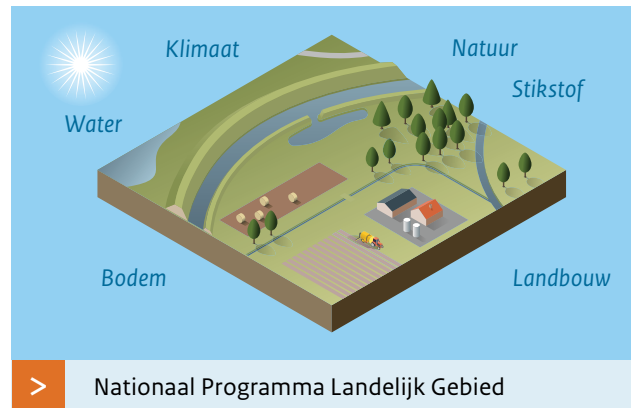 Klimaat
Natuur
Stikstof
Water
Bodem
Landbouw
> Nationaal Programma Landelijk Gebied